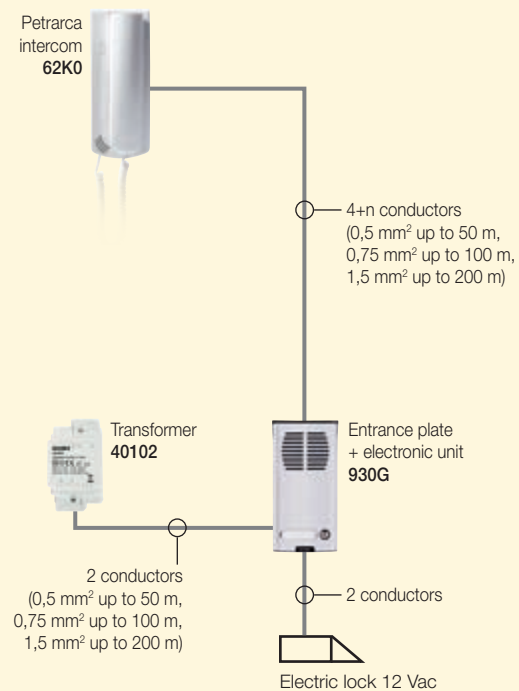 Petrarca
intercom
62K0
4+n conductors
(0,5 mm² up to 50 m,
0,75 mm² up to 100 m,
1,5 mm² up to 200 m)
Transformer
40102
Entrance plate
+ electronic unit
930G
2 conductors
(0,5 mm² up to 50 m,
0,75 mm² up to 100 m,
1,5 mm² up to 200 m)
2 conductors
Electric lock 12 Vac